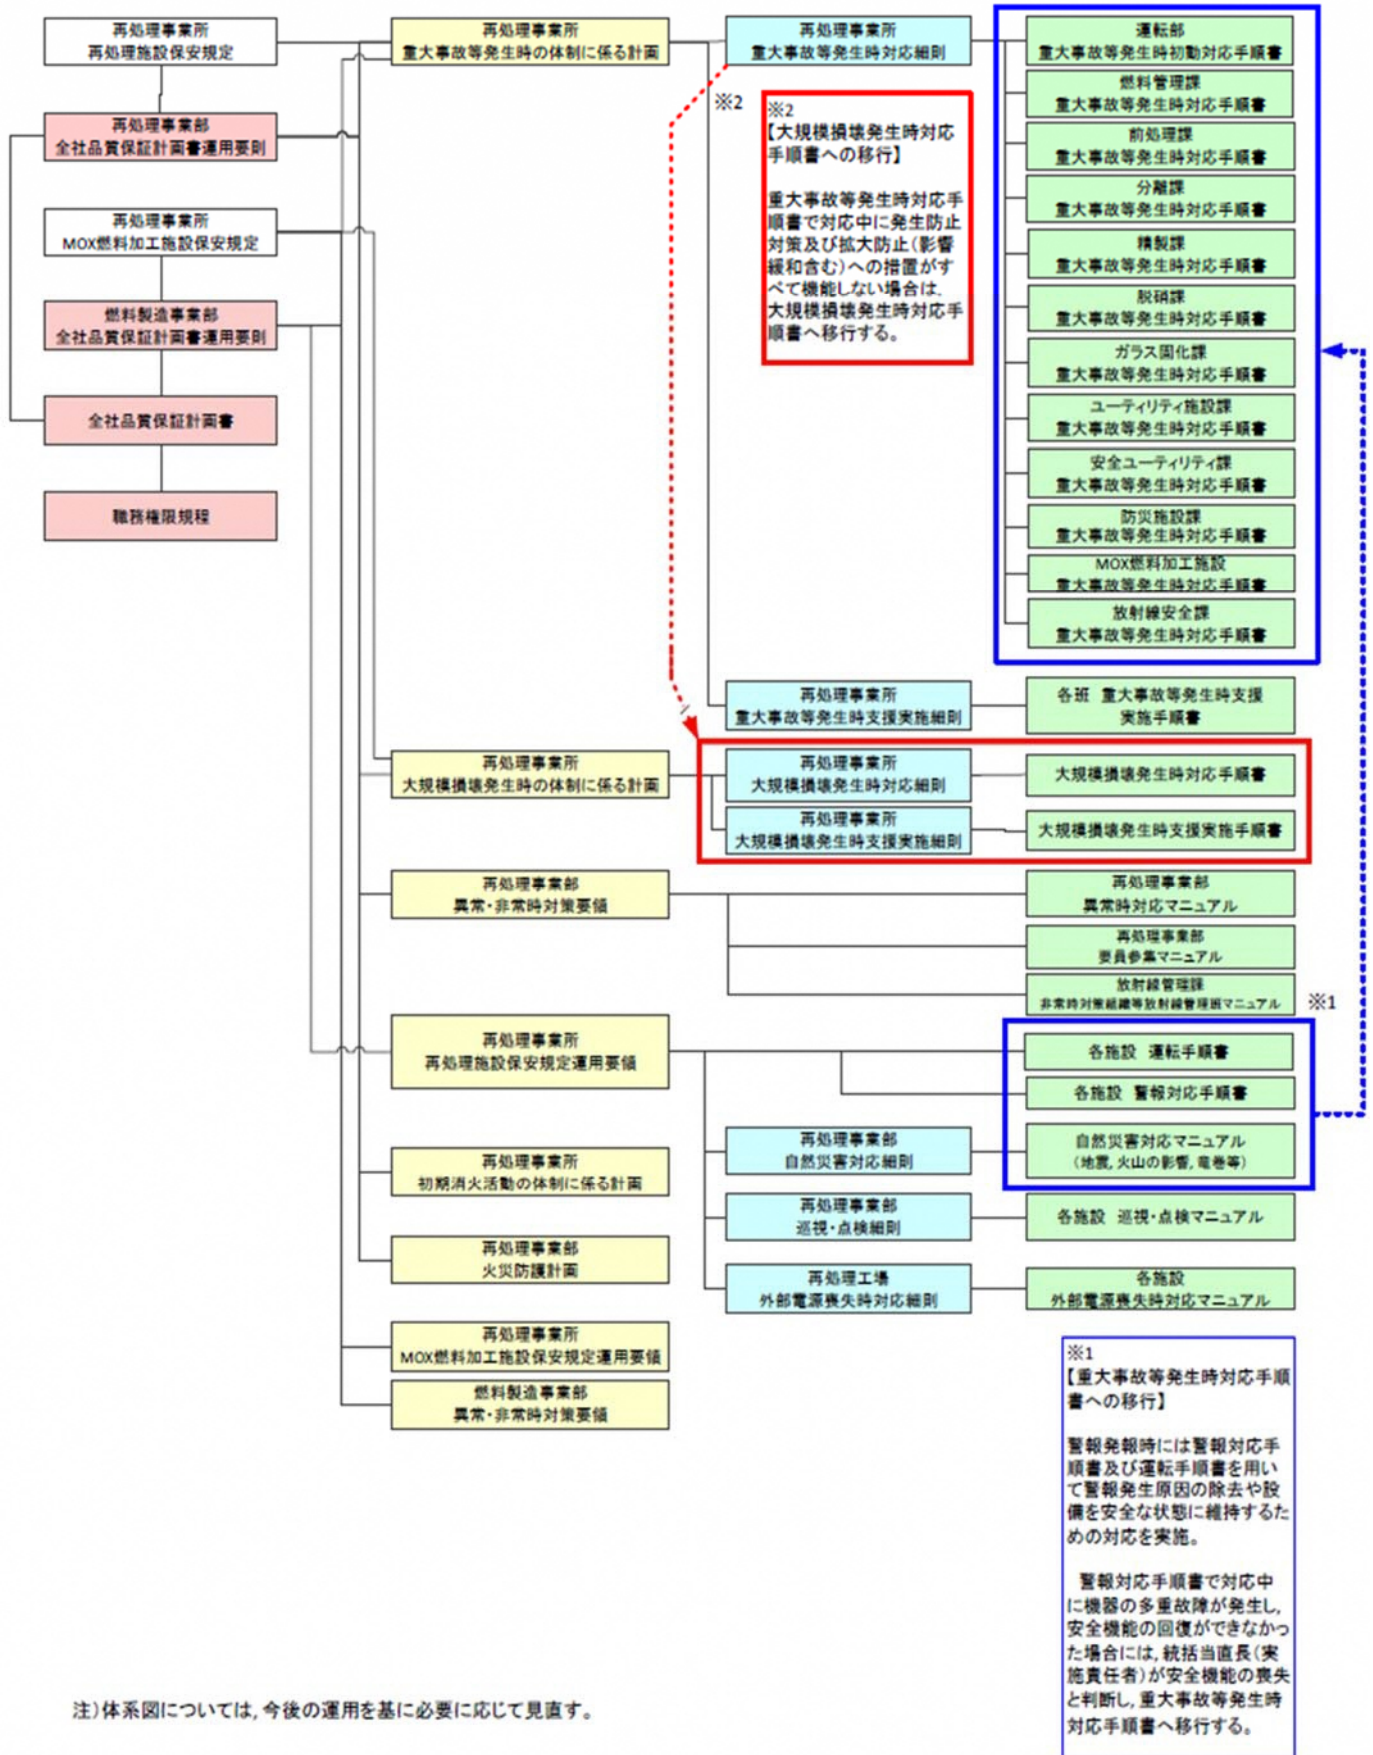 再処理事業所
再処理施設保安規定
再処理事業部
全社品質保証計画書運用要則
再処理事業所
MOX燃料加工施設保安規定
燃料製造事業部
全社品質保証計画書運用要則
全社品質保証計画書
職務権限規程
再処理事業所
重大事故等発生時の体制に係る計画
再処理事業所
大規模損壊発生時の体制に係る計画
再処理事業部
異常・非常時対策要領
再処理事業所
再処理施設保安規定運用要領
再処理事業所
初期消火活動の体制に係る計画
再処理事業部
火災防護計画
再処理事業所
MOX燃料加工施設保安規定運用要領
燃料製造事業部
異常・非常時対策要領
再処理事業所
重大事故等発生時対応細則
※2
※2
【大規模損壊発生時対応
手順書への移行】
重大事故等発生時対応手
順書で対応中に発生防止
対策及び拡大防止(影響
緩和含む)への措置がす
べて機能しない場合は、
大規模損壊発生時対応手
順書へ移行する。
再処理事業所
重大事故等発生時支援実施細則
再処理事業所
大規模損壊発生時対応細則
再処理事業所
大規模損壊発生時支援実施細則
再処理事業部
自然災害対応細則
再処理事業部
巡視・点検細則
再処理工場
外部電源喪失時対応細則
運転部
重大事故等発生時初動対応手順書
燃料管理課
重大事故等発生時対応手順書
前処理課
重大事故等発生時対応手順書
分離課
重大事故等発生時対応手順書
精製課
重大事故等発生時対応手順書
脱硝課
重大事故等発生時対応手順書
ガラス固化課
重大事故等発生時対応手順書
ユーティリティ施設課
重大事故等発生時対応手順書
安全ユーティリティ課
重大事故等発生時対応手順書
防災施設課
重大事故等発生時対応手順書
MOX燃料加工施設
重大事故等発生時対応手順書
放射線安全課
重大事故等発生時対応手順書
各班 重大事故等発生時支援
実施手順書
大規模損壊発生時対応手順書
大規模損壊発生時支援実施手順書
再処理事業部
異常時対応マニュアル
再処理事業部
要員参集マニュアル
放射線管理課
非常時対策組織等放射線管理班マニュアル
※1
各施設 運転手順書
各施設 警報対応手順書
自然災害対応マニュアル
(地震, 火山の影響, 竜巻等)
各施設 巡視・点検マニュアル
各施設
外部電源喪失時対応マニュアル
※1
【重大事故等発生時対応手順
書への移行】
警報発報時には警報対応手
順書及び運転手順書を用い
て警報発生原因の除去や設
備を安全な状態に維持するた
めの対応を実施。
警報対応手順書で対応中
に機器の多重故障が発生し,
安全機能の回復ができなかっ
た場合には, 統括当直長(実
施責任者)が安全機能の喪失
と判断し, 重大事故等発生時
対応手順書へ移行する。
注)体系図については, 今後の運用を基に必要に応じて見直す。